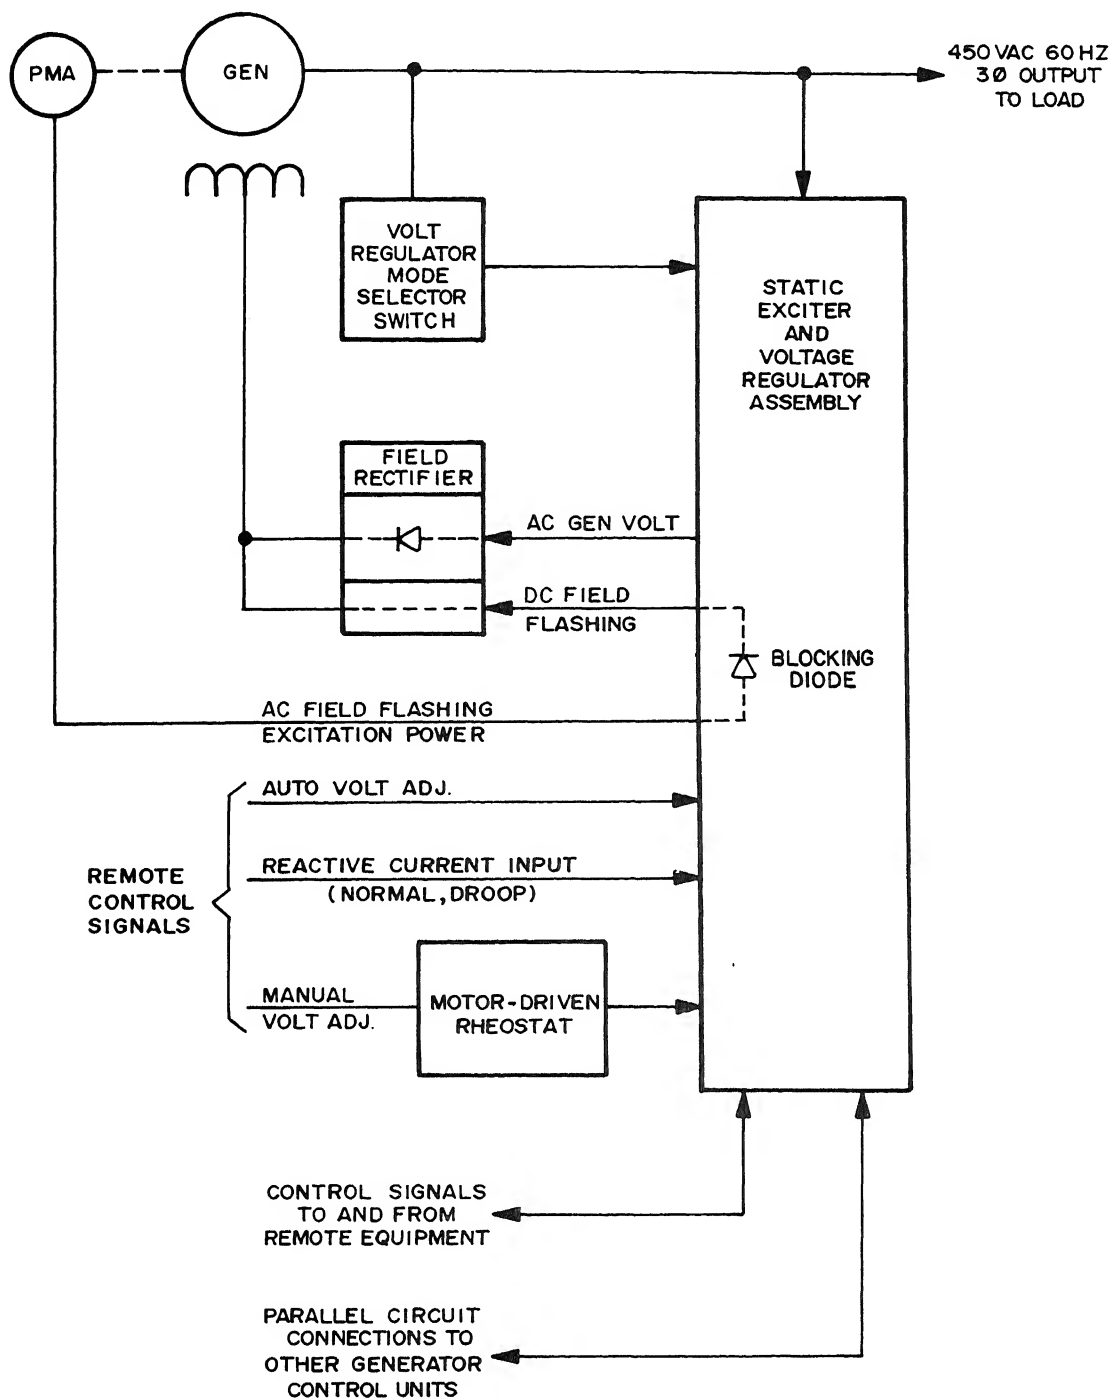 PMA
GEN
450 VAC 60 HZ
3Ø OUTPUT
TO LOAD
VOLT
REGULATOR
MODE
SELECTOR
SWITCH
STATIC
EXCITER
AND
VOLTAGE
REGULATOR
ASSEMBLY
FIELD
RECTIFIER
AC GEN VOLT
DC FIELD
FLASHING
BLOCKING
DIODE
AC FIELD FLASHING
EXCITATION POWER
AUTO VOLT ADJ.
REACTIVE CURRENT INPUT
(NORMAL, DROOP)
REMOTE
CONTROL
SIGNALS
MANUAL
VOLT ADJ.
MOTOR-DRIVEN
RHEOSTAT
CONTROL SIGNALS
TO AND FROM
REMOTE EQUIPMENT
PARALLEL CIRCUIT
CONNECTIONS TO
OTHER GENERATOR
CONTROL UNITS